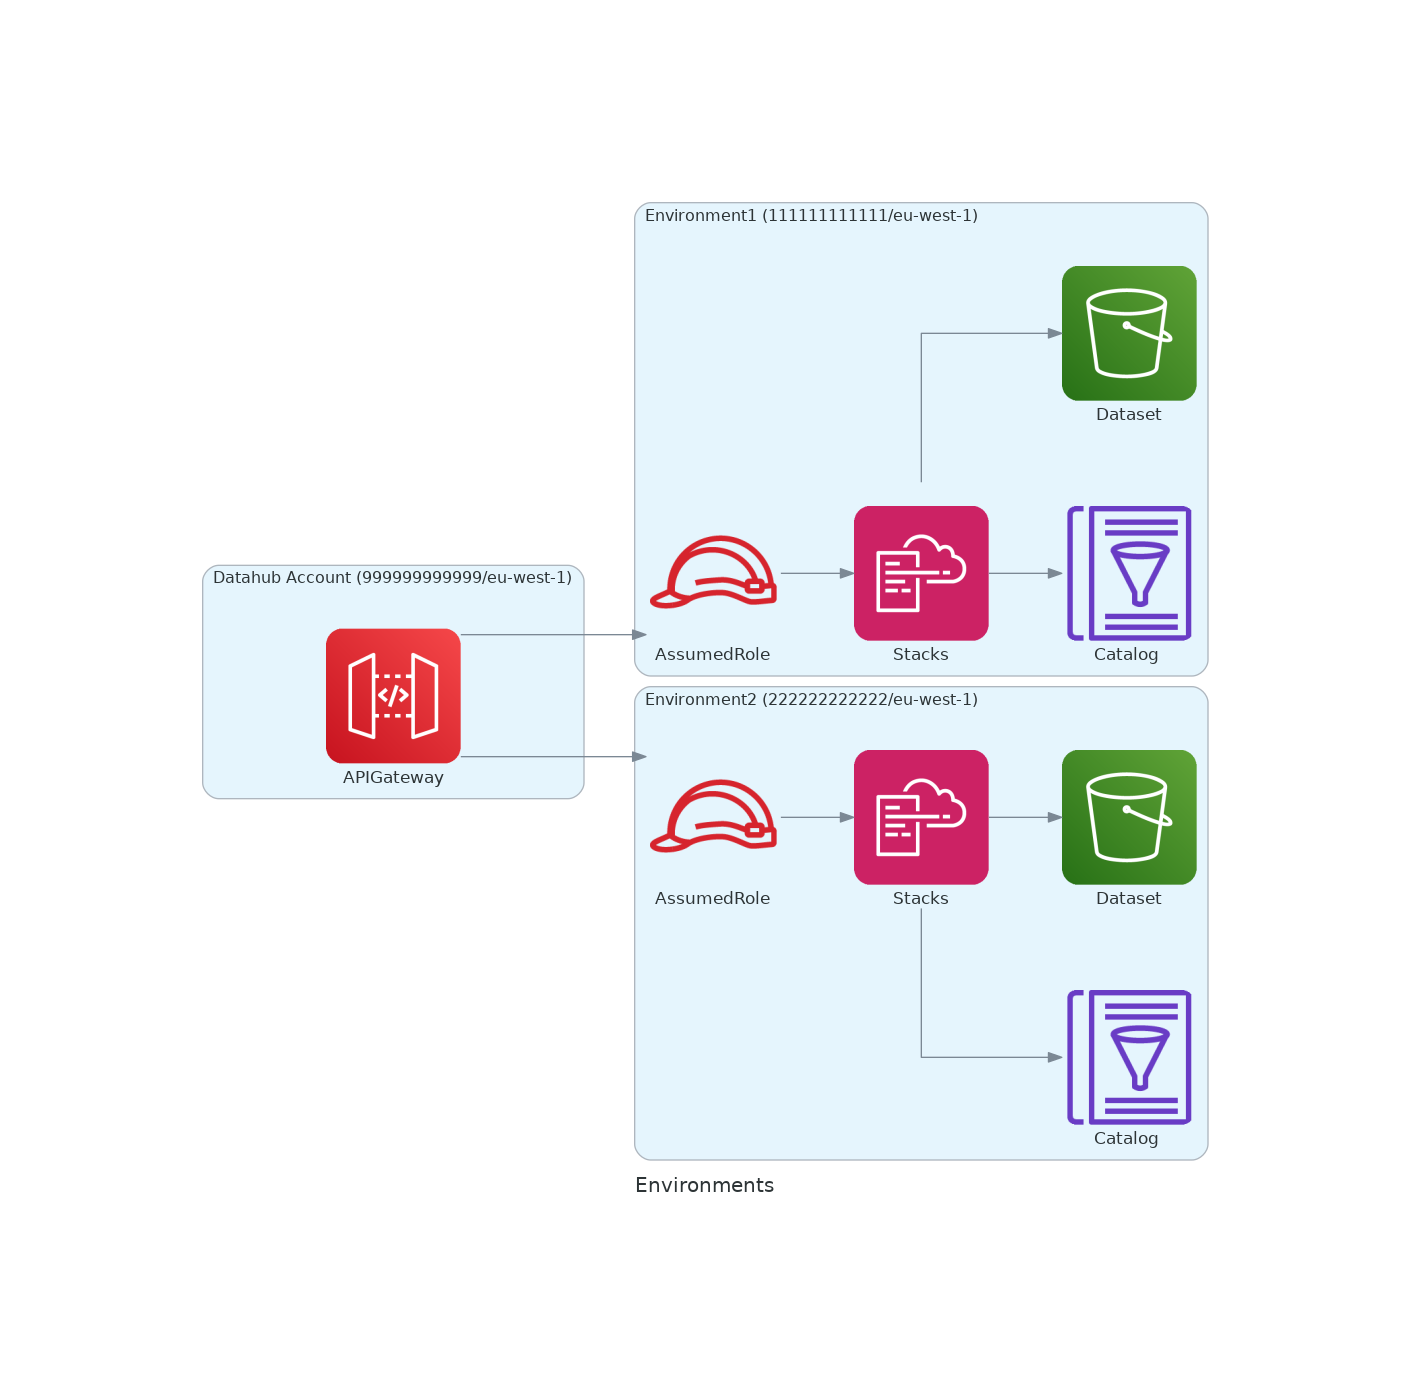 Environment1 (111111111111/eu-west-1)
Dataset
AssumedRole
Stacks
Catalog
Datahub Account (999999999999/eu-west-1)
</>
APIGateway
Environment2 (222222222222/eu-west-1)
AssumedRole
Stacks
Dataset
Catalog
Environments